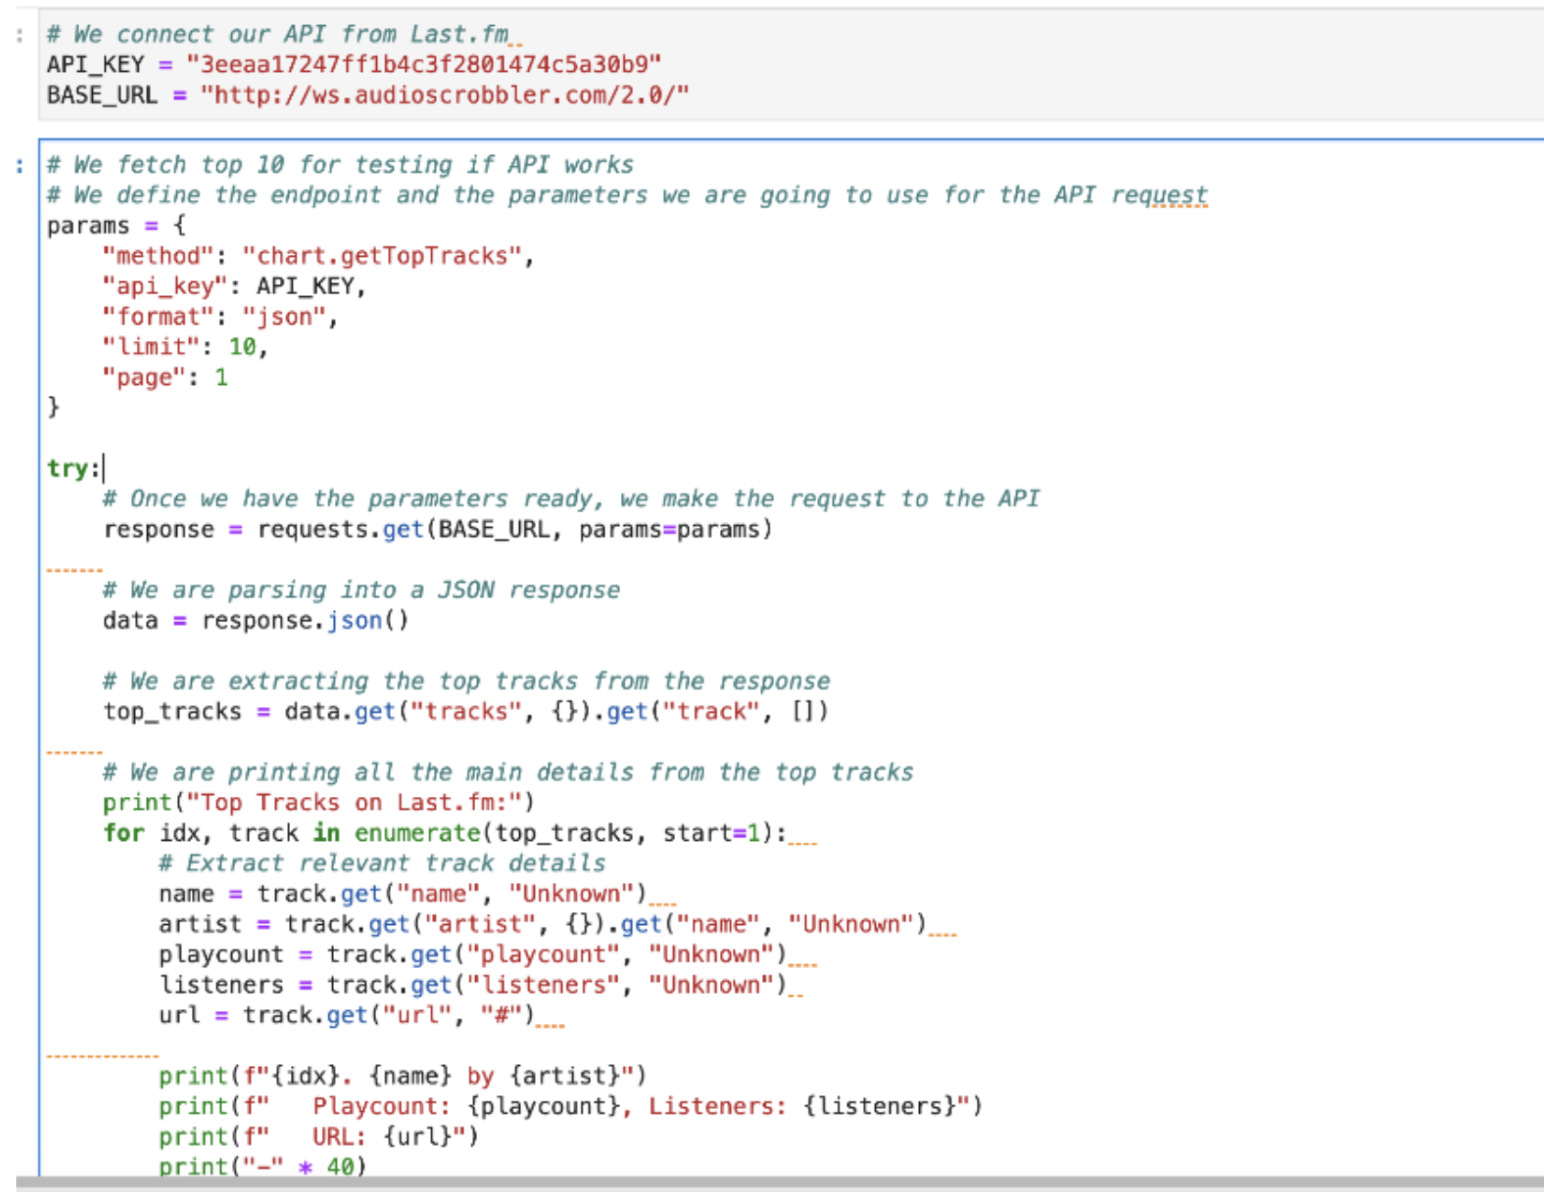 # We connect our API from Last.fm
API_KEY = "3eeaa17247ff1b4c3f2801474c5a30b9"
BASE_URL = "http://ws.audioscrobbler.com/2.0/"
# We fetch top 10 for testing if API works
# We define the endpoint and the parameters we are going to use for the API request
params = {
    "method": "chart.getTopTracks",
    "api_key": API_KEY,
    "format": "json",
    "limit": 10,
    "page": 1
}
try:
    # Once we have the parameters ready, we make the request to the API
    response = requests.get(BASE_URL, params=params)
    # We are parsing into a JSON response
    data = response.json()
    # We are extracting the top tracks from the response
    top_tracks = data.get("tracks", {}).get("track", [])
    # We are printing all the main details from the top tracks
    print("Top Tracks on Last.fm:")
    for idx, track in enumerate(top_tracks, start=1):
        # Extract relevant track details
        name = track.get("name", "Unknown")
        artist = track.get("artist", {}).get("name", "Unknown")
        playcount = track.get("playcount", "Unknown")
        listeners = track.get("listeners", "Unknown")
        url = track.get("url", "#")
        print(f"{idx}. {name} by {artist}")
        print(f"   Playcount: {playcount}, Listeners: {listeners}")
        print(f"   URL: {url}")
        print("-" * 40)